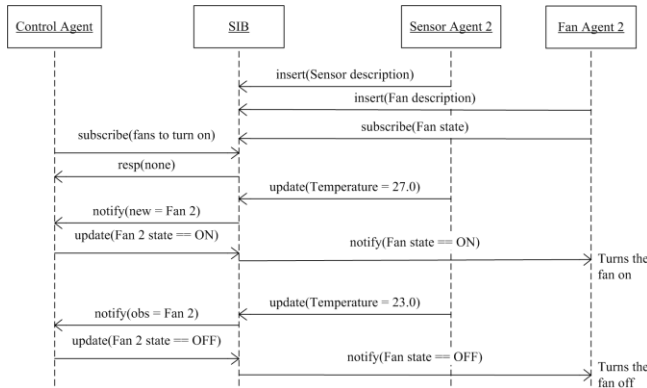 Control Agent
SIB
Sensor Agent 2
Fan Agent 2
insert(Sensor description)
insert(Fan description)
subscribe(Fan state)
subscribe(fans to turn on)
resp(none)
update(Temperature = 27.0)
notify(new = Fan 2)
update(Fan 2 state == ON)
notify(Fan state == ON)
Turns the
fan on
update(Temperature = 23.0)
notify(obs = Fan 2)
update(Fan 2 state == OFF)
notify(Fan state == OFF)
Turns the
fan off